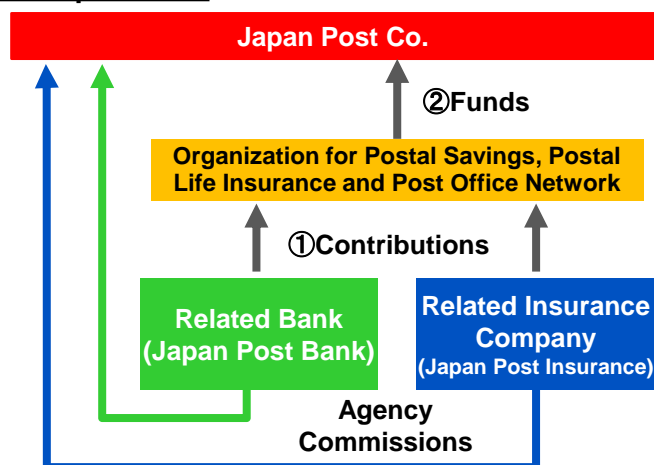 Japan Post Co.
②Funds
Organization for Postal Savings, Postal
Life Insurance and Post Office Network
①Contributions
Related Bank
(Japan Post Bank)
Related Insurance
Company
(Japan Post Insurance)
Agency
Commissions